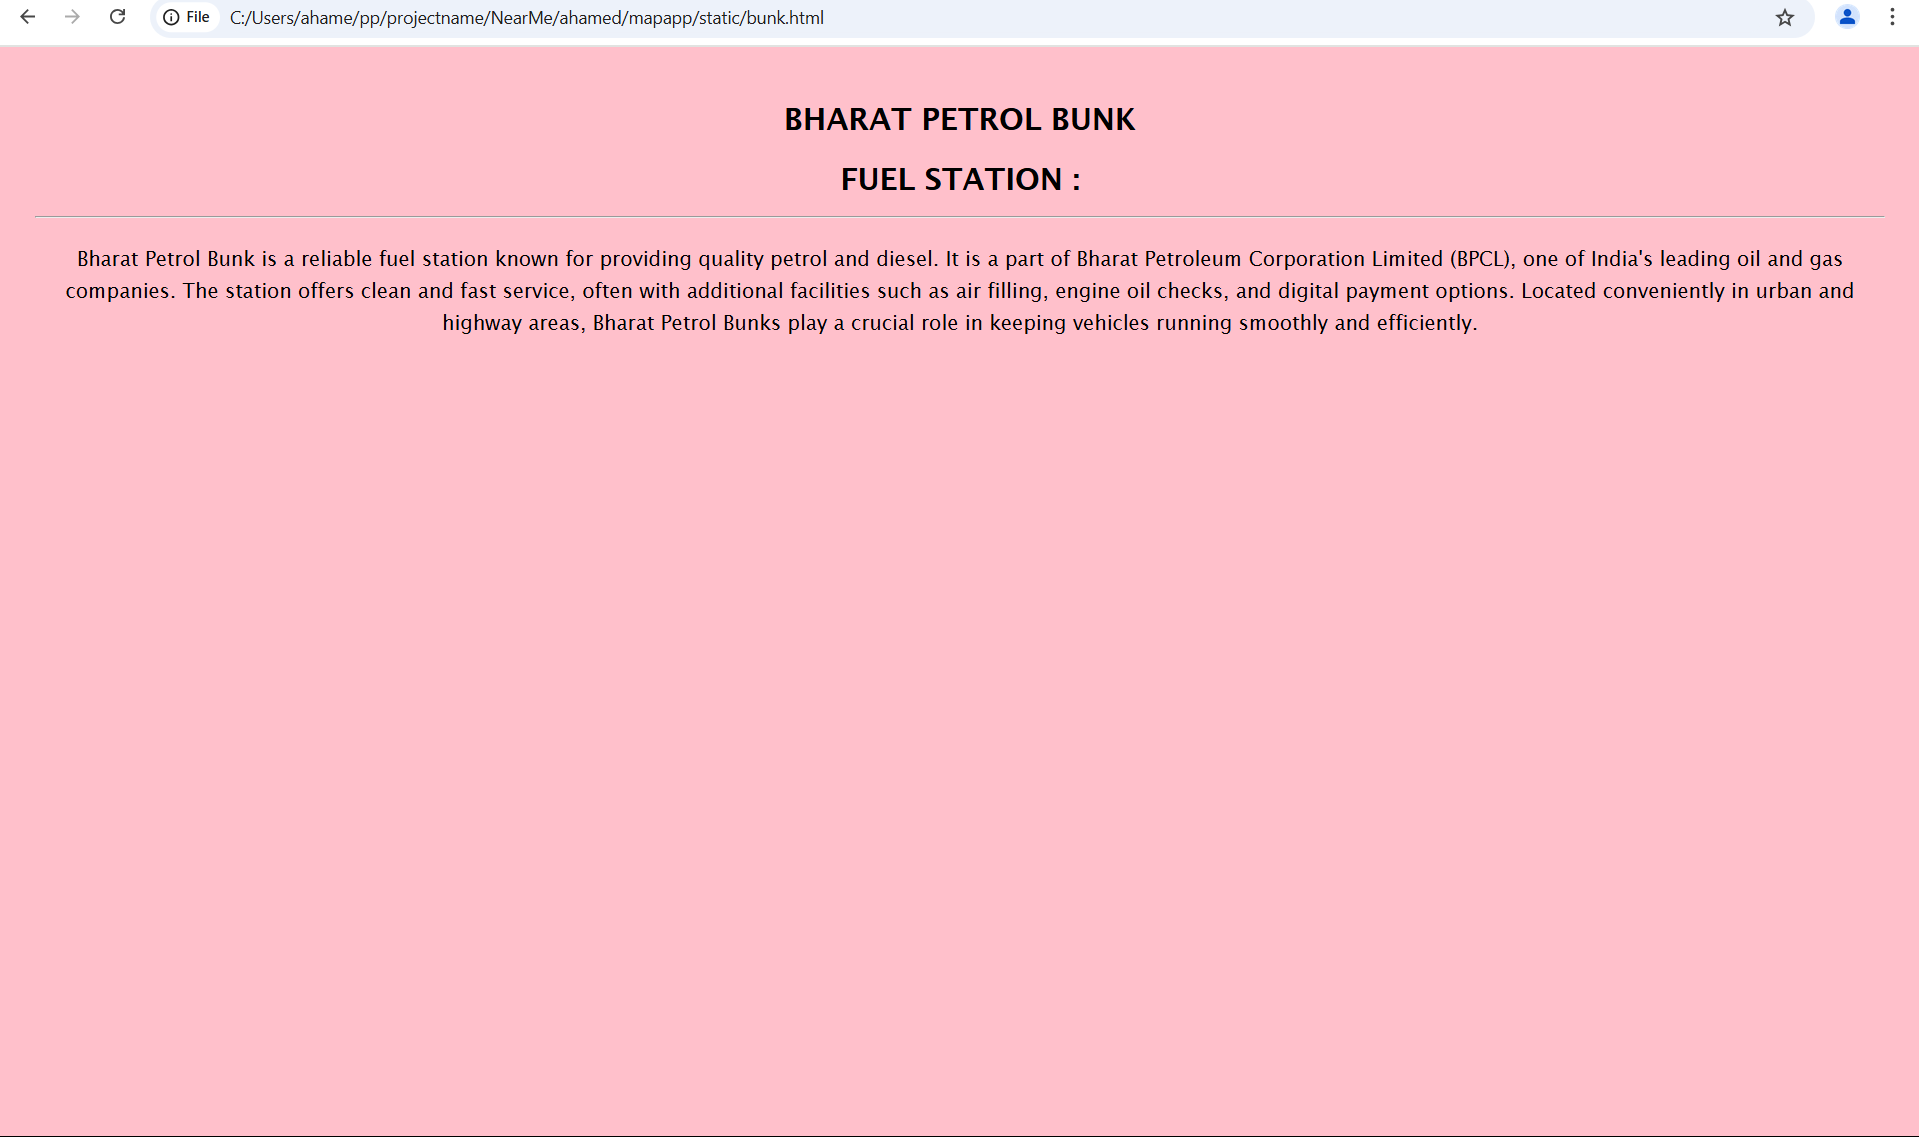 File
C:/Users/ahame/pp/projectname/NearMe/ahamed/mapapp/static/bunk.html
BHARAT PETROL BUNK
FUEL STATION :
Bharat Petrol Bunk is a reliable fuel station known for providing quality petrol and diesel. It is a part of Bharat Petroleum Corporation Limited (BPCL), one of India's leading oil and gas
companies. The station offers clean and fast service, often with additional facilities such as air filling, engine oil checks, and digital payment options. Located conveniently in urban and
highway areas, Bharat Petrol Bunks play a crucial role in keeping vehicles running smoothly and efficiently.